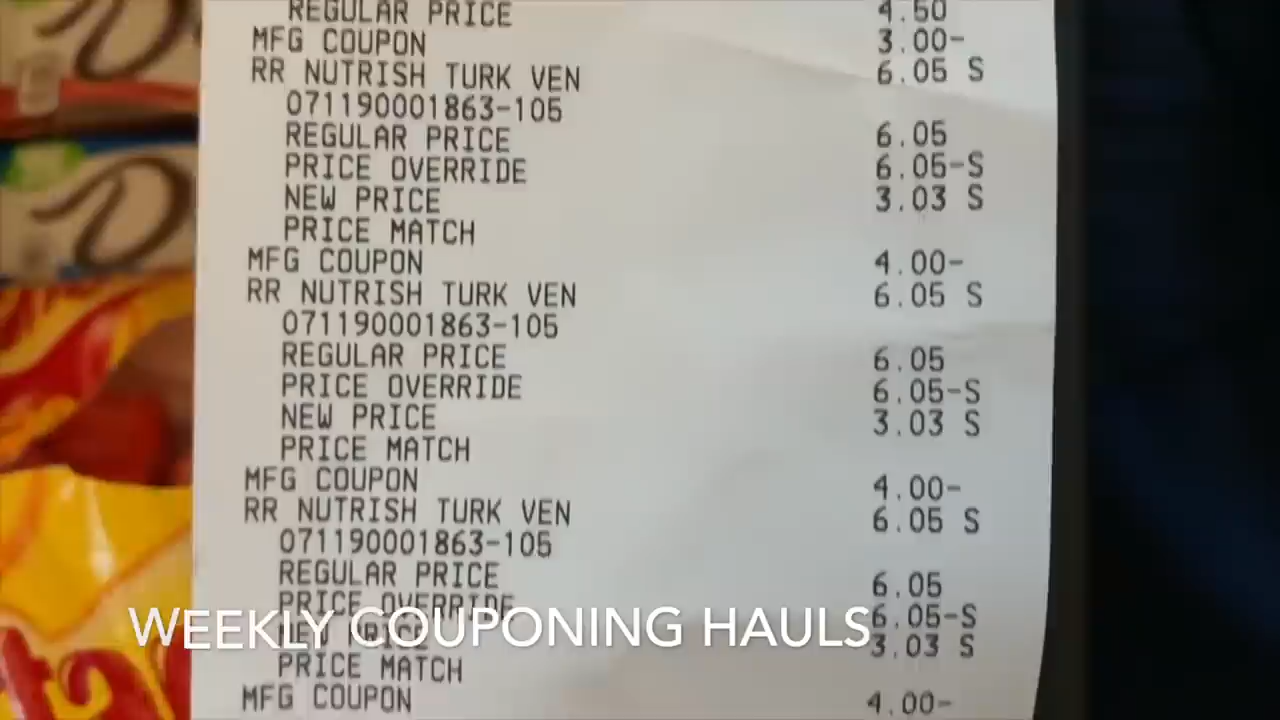 REGULAR PRICE 4.50
MFG COUPON 3.00-
RR NUTRISH TURK VEN 6.05 S
071190001863-105
REGULAR PRICE 6.05
PRICE OVERRIDE 6.05-S
NEW PRICE 3.03 S
PRICE MATCH
MFG COUPON 4.00-
RR NUTRISH TURK VEN 6.05 S
071190001863-105
REGULAR PRICE 6.05
PRICE OVERRIDE 6.05-S
NEW PRICE 3.03 S
PRICE MATCH
MFG COUPON 4.00-
RR NUTRISH TURK VEN 6.05 S
071190001863-105
REGULAR PRICE 6.05
PRICE OVERRIDE 6.05-S
WEEKLY COUPONING HAULS
NEW PRICE 3.03 S
PRICE MATCH
MFG COUPON 4.00-